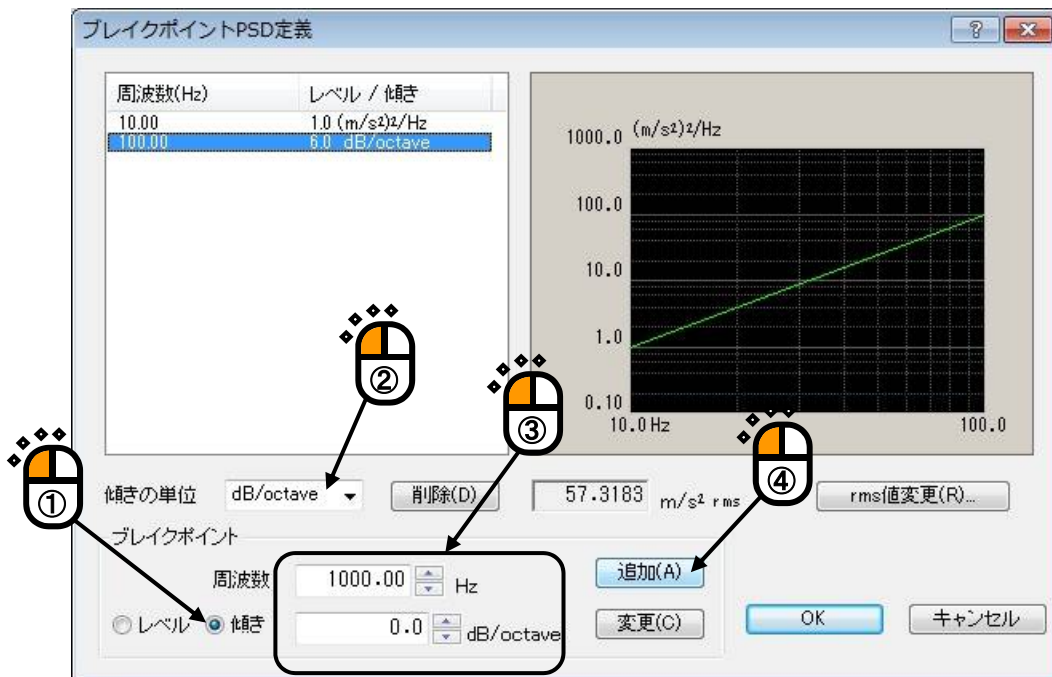 ブレイクポイントPSD定義
周波数(Hz) レベル / 傾き
10.00 1.0 (m/s²)²/Hz
100.00 6.0 dB/octave
1000.0 (m/s²)²/Hz
100.0
10.0
1.0
0.10
10.0 Hz 100.0
①
②
③
④
傾きの単位 dB/octave 削除(D) 57.3183 m/s² rms rms値変更(R)...
ブレイクポイント
周波数 1000.00 Hz 追加(A)
レベル 傾き 0.0 dB/octave 変更(C) OK キャンセル